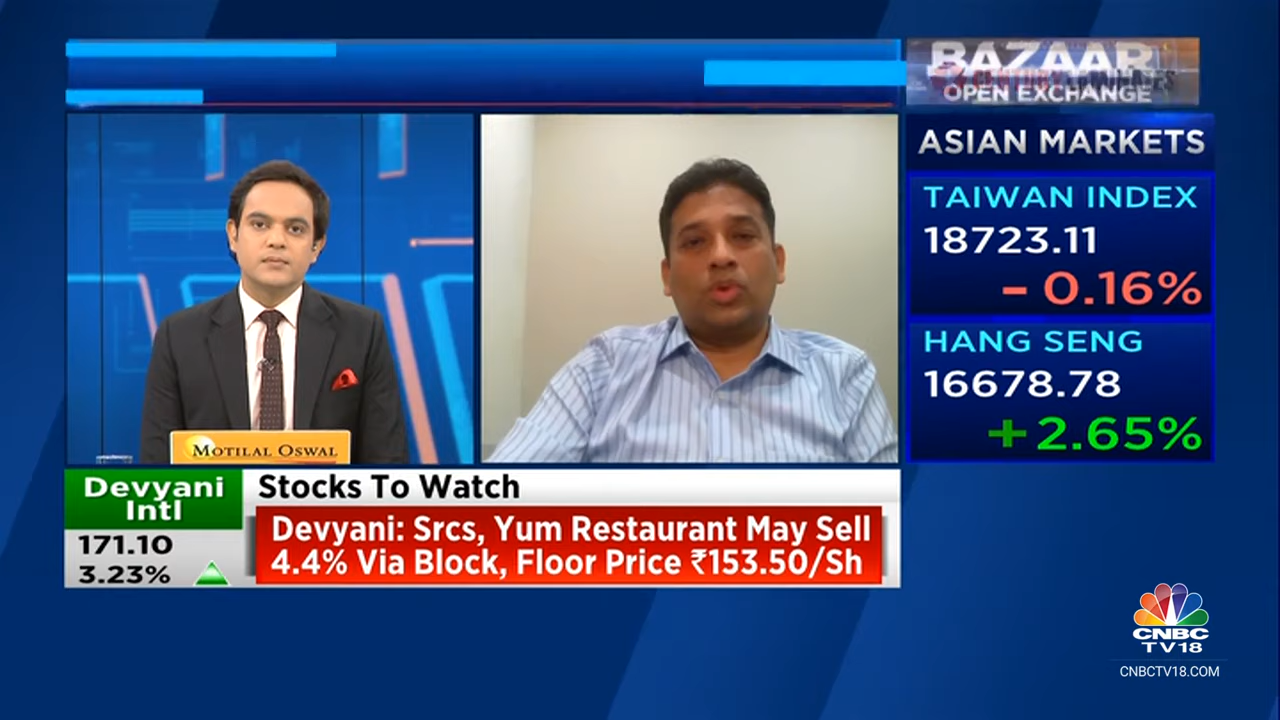 BAZAAR
OPEN EXCHANGE
ASIAN MARKETS
TAIWAN INDEX
18723.11
- 0.16%
HANG SENG
16678.78
+2.65%
MOTILAL OSWAL
Devyani
Intl
171.10
3.23%
Stocks To Watch
Devyani: Srcs, Yum Restaurant May Sell
4.4% Via Block, Floor Price ₹153.50/Sh
CNBC
TV18
CNBCTV18.COM